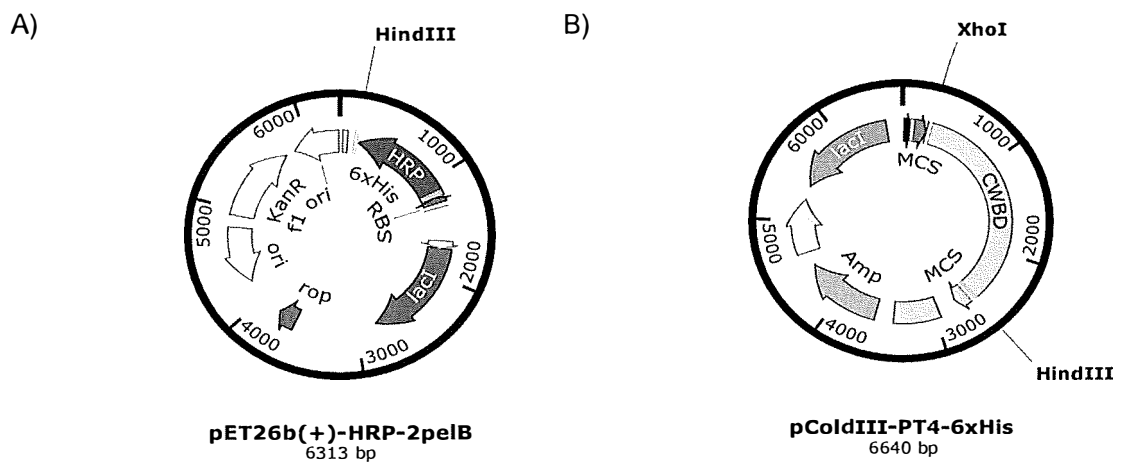 A)
HindIII
6000
1000
HRP
6xHis
RBS
KanR
f1 ori
5000
ori
2000
lacI
rop
4000
3000
pET26b(+)-HRP-2pelB
6313 bp
B)
XhoI
6000
1000
lacI
MCS
CWBD
5000
2000
Amp
MCS
4000
3000
HindIII
pColdIII-PT4-6xHis
6640 bp